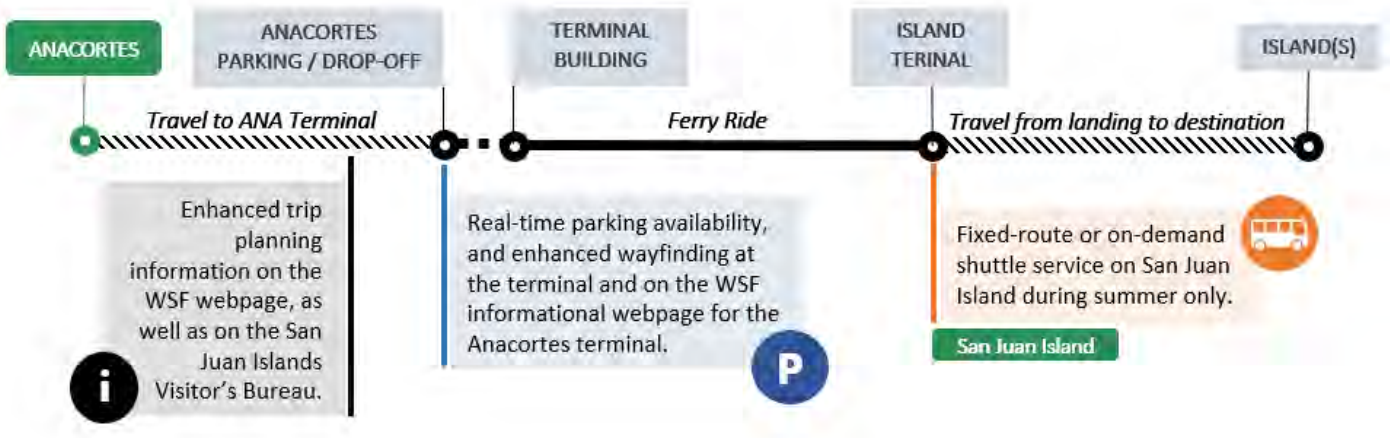 ANACORTES
ANACORTES
PARKING / DROP-OFF
TERMINAL
BUILDING
ISLAND
TERINAL
ISLAND(S)
Travel to ANA Terminal
Ferry Ride
Travel from landing to destination
Enhanced trip
planning
information on the
WSF webpage, as
well as on the San
Juan Islands
Visitor's Bureau.
i
Real-time parking availability,
and enhanced wayfinding at
the terminal and on the WSF
informational webpage for the
Anacortes terminal.
P
Fixed-route or on-demand
shuttle service on San Juan
Island during summer only.
San Juan Island